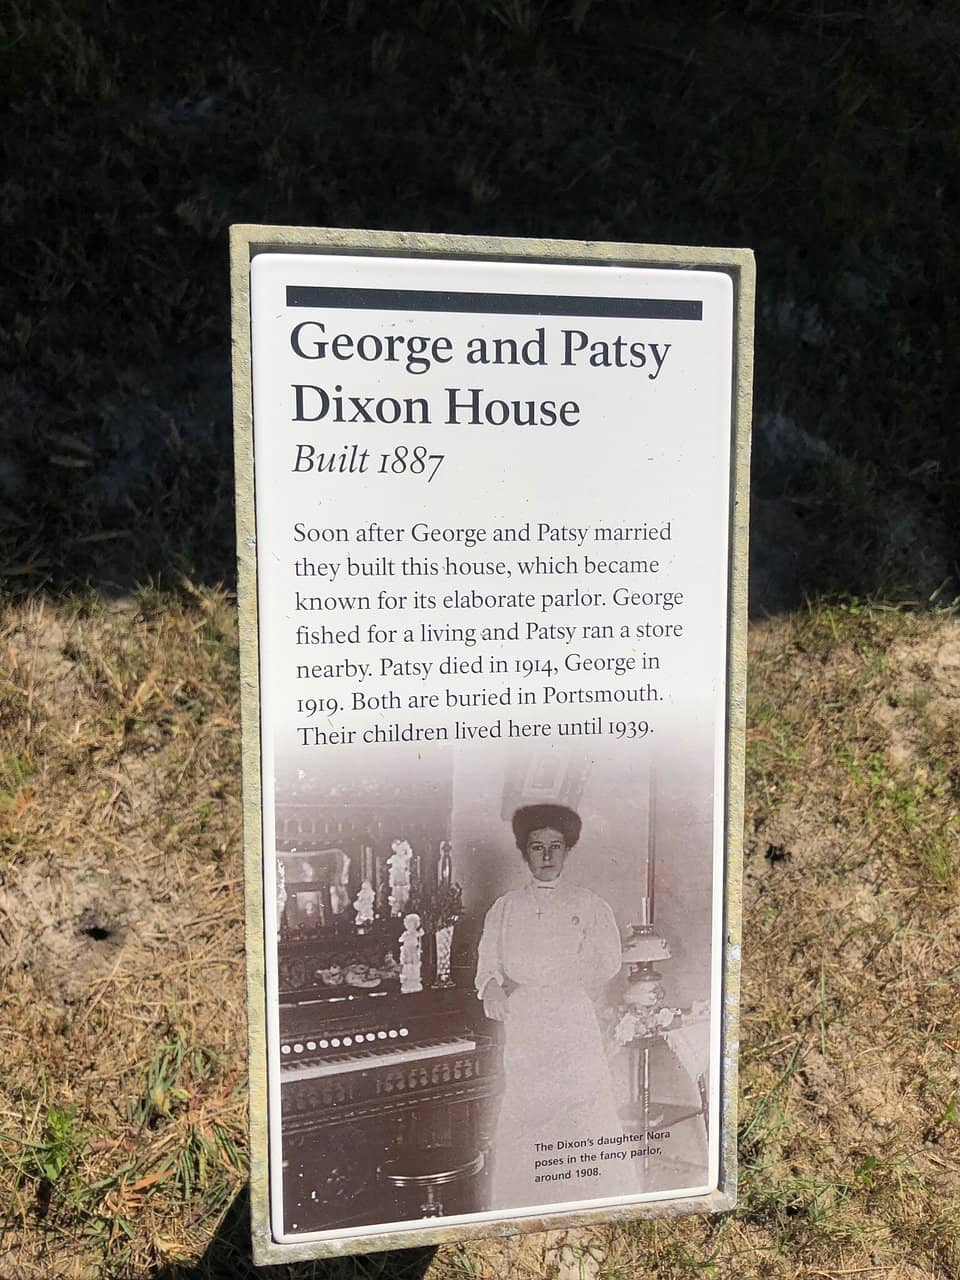 George and Patsy
Dixon House
Built 1887
Soon after George and Patsy married
they built this house, which became
known for its elaborate parlor. George
fished for a living and Patsy ran a store
nearby. Patsy died in 1914, George in
1919. Both are buried in Portsmouth.
Their children lived here until 1939.
The Dixon's daughter Nora
poses in the fancy parlor,
around 1908.